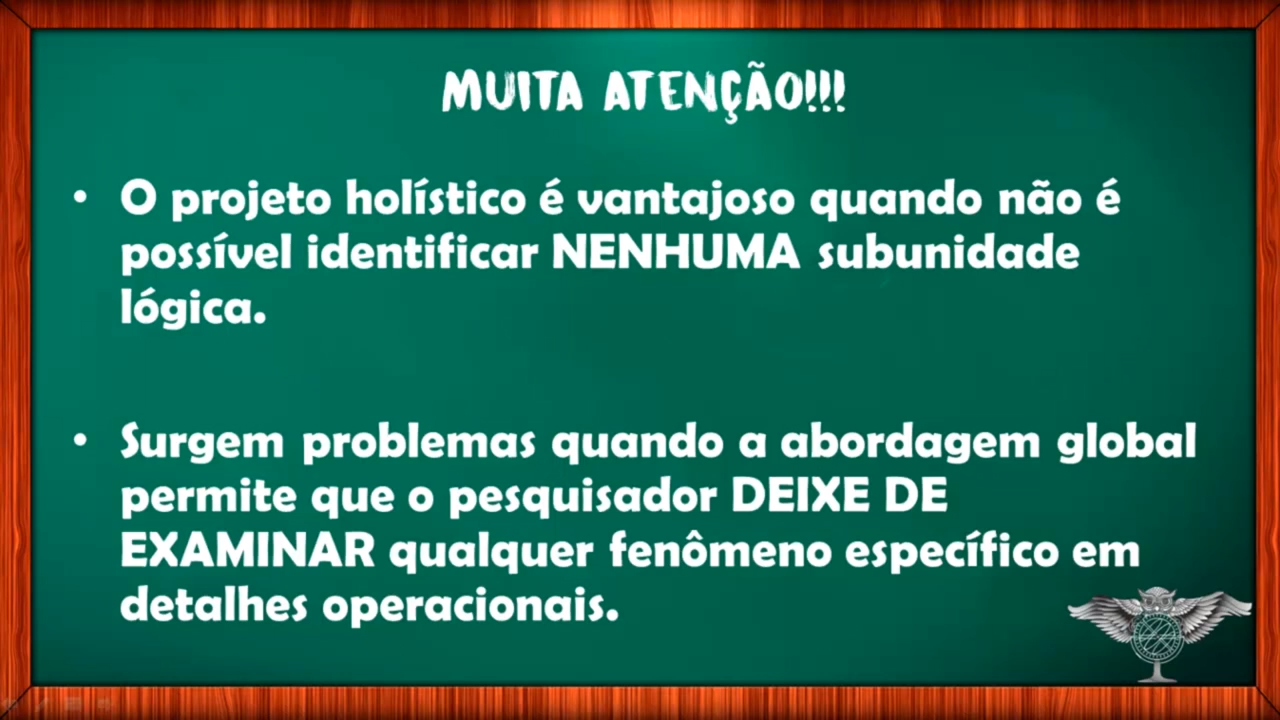 MUITA ATENÇÃO!!!
• O projeto holístico é vantajoso quando não é
possível identificar NENHUMA subunidade
lógica.
• Surgem problemas quando a abordagem global
permite que o pesquisador DEIXE DE
EXAMINAR qualquer fenômeno específico em
detalhes operacionais.